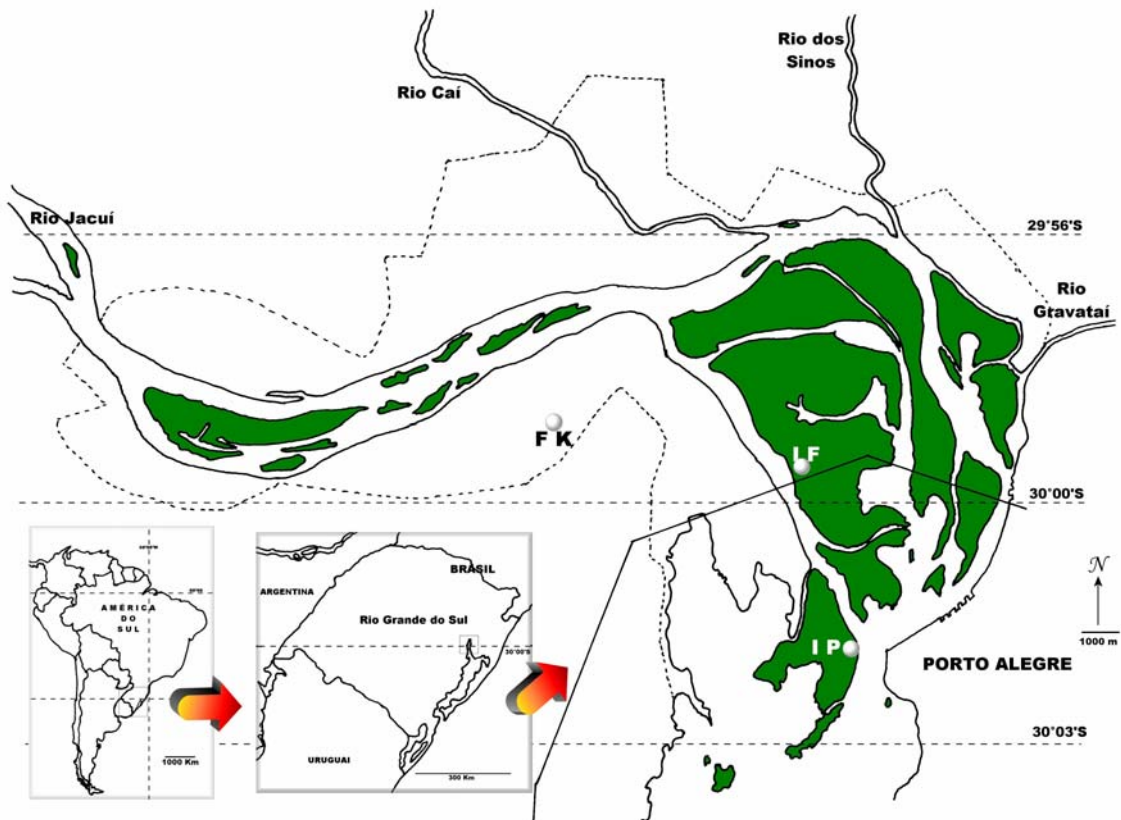 Rio dos
Sinos
Rio Caí
Rio Jacuí
29°56'S
Rio
Gravataí
F K
I F
30°00'S
N
1000 m
I P
PORTO ALEGRE
30°03'S
AMÉRICA
DO
SUL
1000 Km
BRASIL
ARGENTINA
Rio Grande do Sul
30°00'S
URUGUAI
300 Km